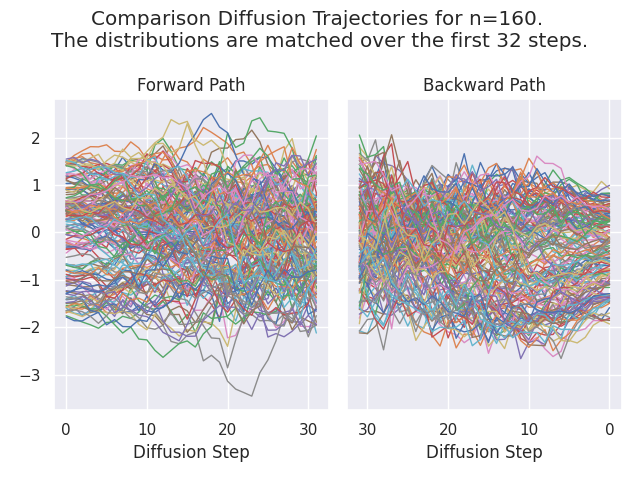 Comparison Diffusion Trajectories for n=160.
The distributions are matched over the first 32 steps.
Forward Path
Backward Path
2
1
0
−1
−2
−3
0 10 20 30
30 20 10 0
Diffusion Step
Diffusion Step